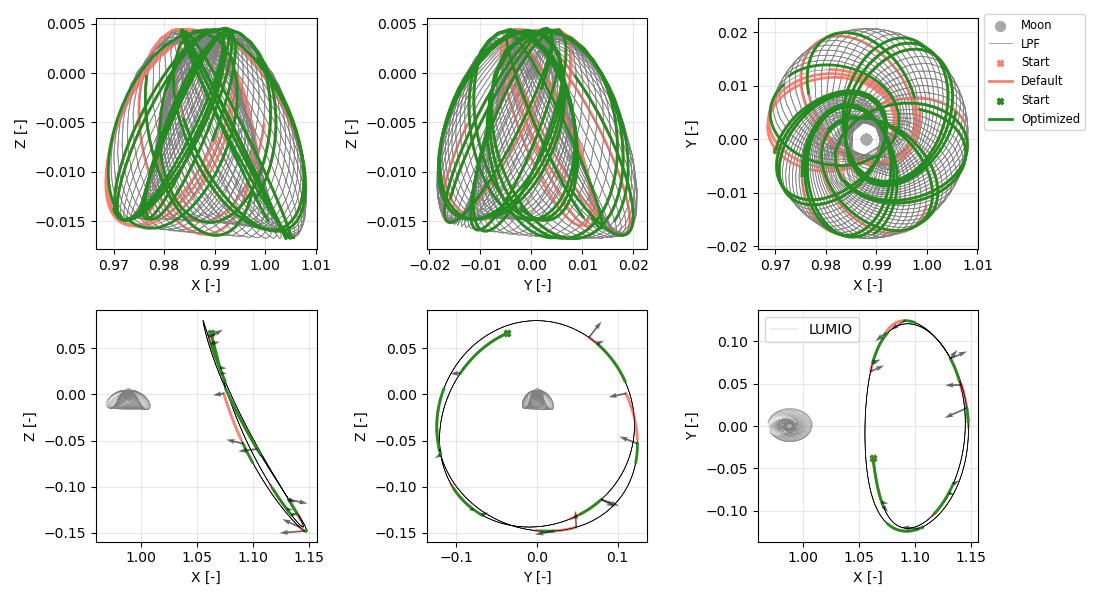 0.005
0.000
−0.005
−0.010
−0.015
Z [-]
0.97 0.98 0.99 1.00 1.01
X [-]
0.005
0.000
−0.005
−0.010
−0.015
Z [-]
−0.02 −0.01 0.00 0.01 0.02
Y [-]
0.02
0.01
0.00
−0.01
−0.02
Y [-]
0.97 0.98 0.99 1.00 1.01
X [-]
Moon
LPF
Start
Default
Start
Optimized
0.05
0.00
−0.05
−0.10
−0.15
Z [-]
1.00 1.05 1.10 1.15
X [-]
0.05
0.00
−0.05
−0.10
−0.15
Z [-]
−0.1 0.0 0.1
Y [-]
LUMIO
0.10
0.05
0.00
−0.05
−0.10
Y [-]
1.00 1.05 1.10 1.15
X [-]